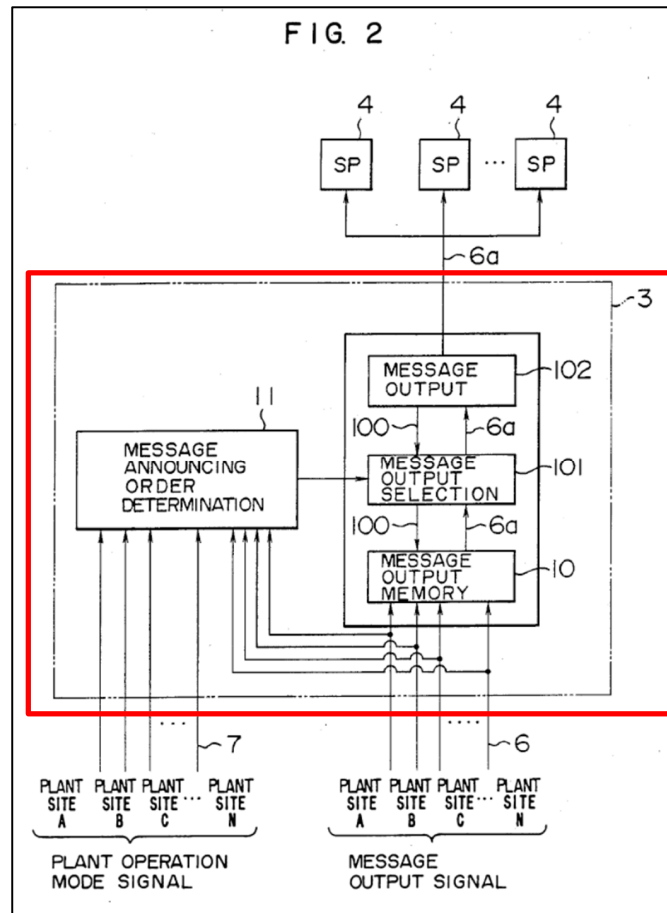 FIG. 2
4 4 4
SP SP ... SP
6a
3
MESSAGE
OUTPUT
102
11
100 6a
MESSAGE
ANNOUNCING
ORDER
DETERMINATION
MESSAGE
OUTPUT
SELECTION
101
100 6a
MESSAGE
OUTPUT
MEMORY
10
.... ....
7 6
PLANT SITE A
PLANT SITE B
PLANT SITE C
...
PLANT SITE N
PLANT OPERATION
MODE SIGNAL
PLANT SITE A
PLANT SITE B
PLANT SITE C
...
PLANT SITE N
MESSAGE
OUTPUT SIGNAL